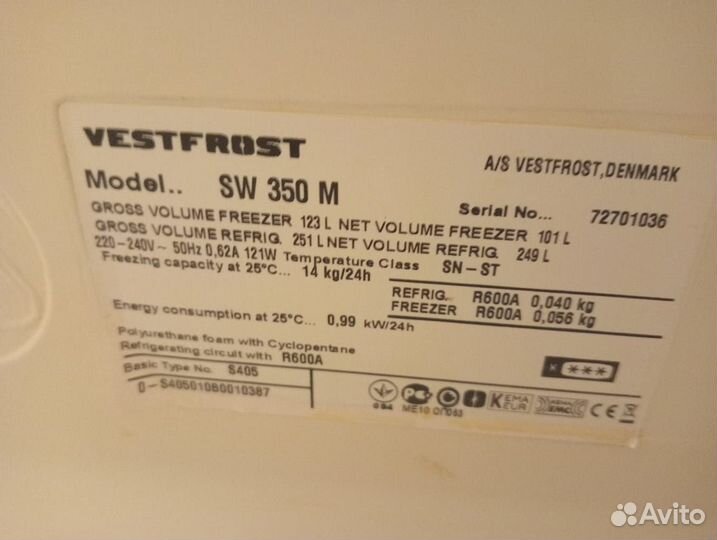 VESTFROST
A/S VESTFROST,DENMARK
Model.. SW 350 M
Serial No... 72701036
GROSS VOLUME FREEZER 123 L NET VOLUME FREEZER 101 L
GROSS VOLUME REFRIG. 251 L NET VOLUME REFRIG. 249 L
220-240V~ 50Hz 0,62A 121W Temperature Class SN-ST
Freezing capacity at 25°C... 14 kg/24h
REFRIG. R600A 0,040 kg
FREEZER R600A 0,056 kg
Energy consumption at 25°C... 0,99 kW/24h
Polyurethane foam with Cyclopentane
Refrigerating circuit with R600A
Basic Type No. S405
0-S40501080010387
* ***
084
ME10
KEMA
EUR
KEMA
EMC
CE
Avito